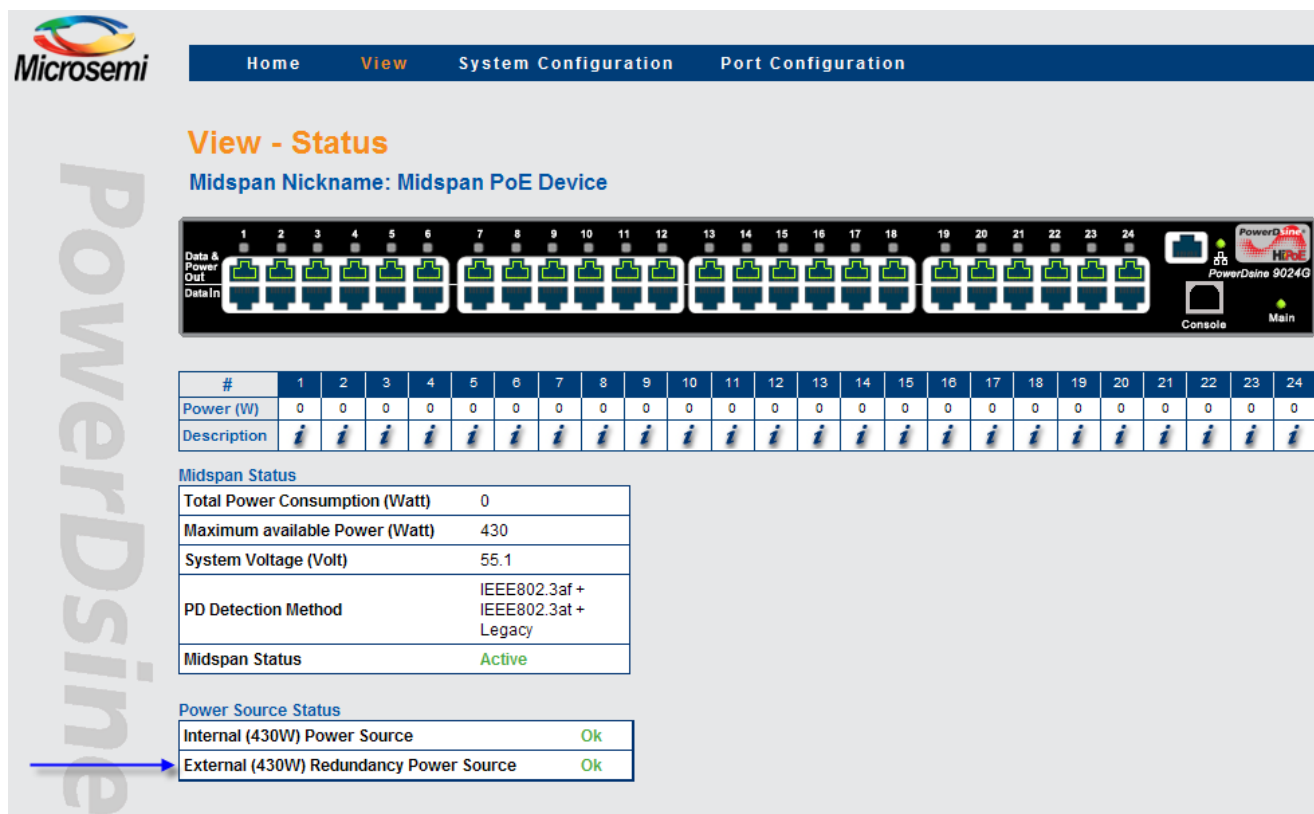 Microsemi
Home View System Configuration Port Configuration
PowerDsine
View - Status
Midspan Nickname: Midspan PoE Device
1 2 3 4 5 6 7 8 9 10 11 12 13 14 15 16 17 18 19 20 21 22 23 24
Data &
Power
Out
Data In
PowerDsine
HiPoE
PowerDsine 9024G
Console
Main
# 1 2 3 4 5 6 7 8 9 10 11 12 13 14 15 16 17 18 19 20 21 22 23 24
Power (W) 0 0 0 0 0 0 0 0 0 0 0 0 0 0 0 0 0 0 0 0 0 0 0 0
Description i i i i i i i i i i i i i i i i i i i i i i i i
Midspan Status
Total Power Consumption (Watt) 0
Maximum available Power (Watt) 430
System Voltage (Volt) 55.1
PD Detection Method IEEE802.3af +
IEEE802.3at +
Legacy
Midspan Status Active
Power Source Status
Internal (430W) Power Source Ok
External (430W) Redundancy Power Source Ok